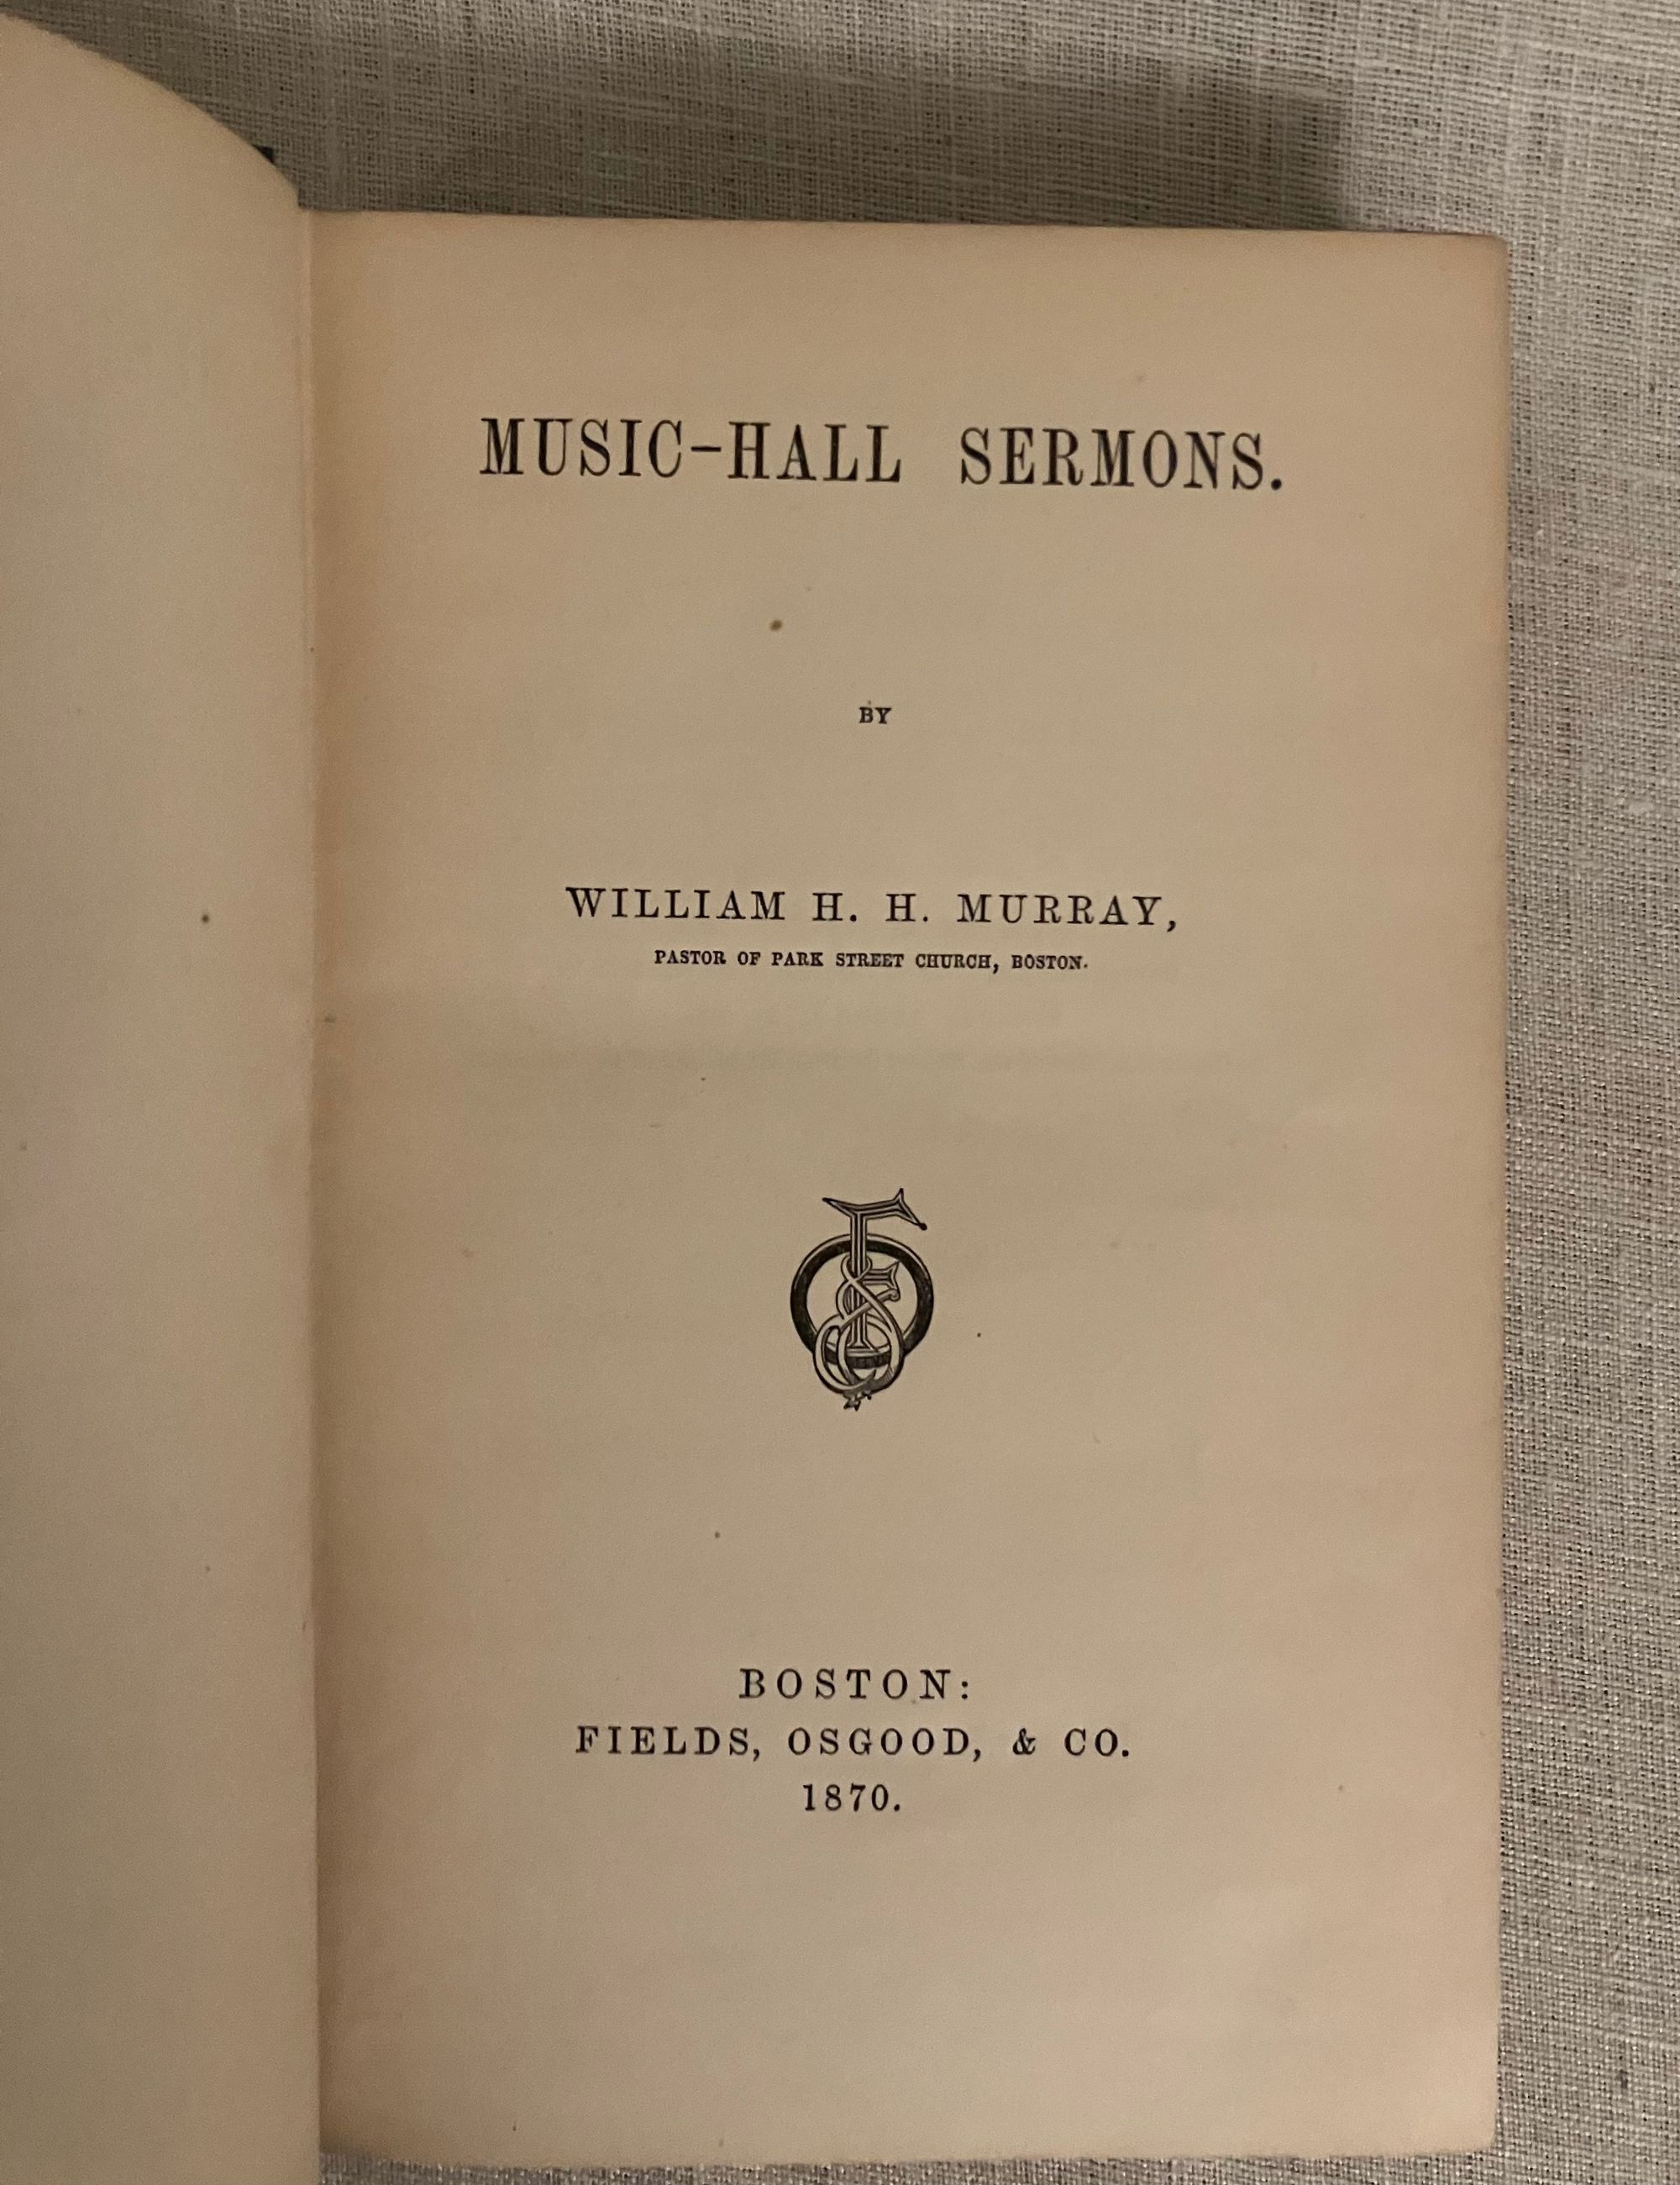 MUSIC-HALL SERMONS.
BY
WILLIAM H. H. MURRAY,
PASTOR OF PARK STREET CHURCH, BOSTON.
BOSTON:
FIELDS, OSGOOD, & CO.
1870.